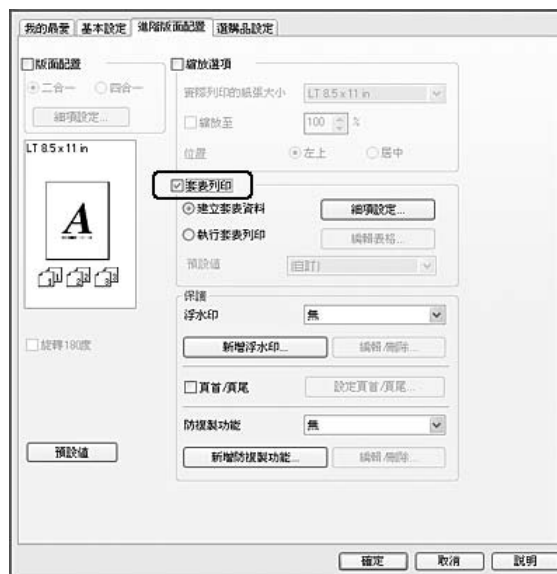 我的最愛 基本設定 進階版面配置 選購品設定
版面配置
二合一 四合一
細項設定...
LT 8.5 x 11 in
A
1 1 2 2 3 3
旋轉180度
預設值
縮放選項
實際列印的紙張大小 LT 8.5 x 11 in
縮放至 100 %
位置 左上 居中
套表列印
建立套表資料 細項設定...
執行套表列印 編輯表格...
預設值 (自訂)
保護
浮水印 無
新增浮水印... 編輯/刪除...
頁首/頁尾 設定頁首/頁尾...
防複製功能 無
新增防複製功能... 編輯/刪除...
確定 取消 說明